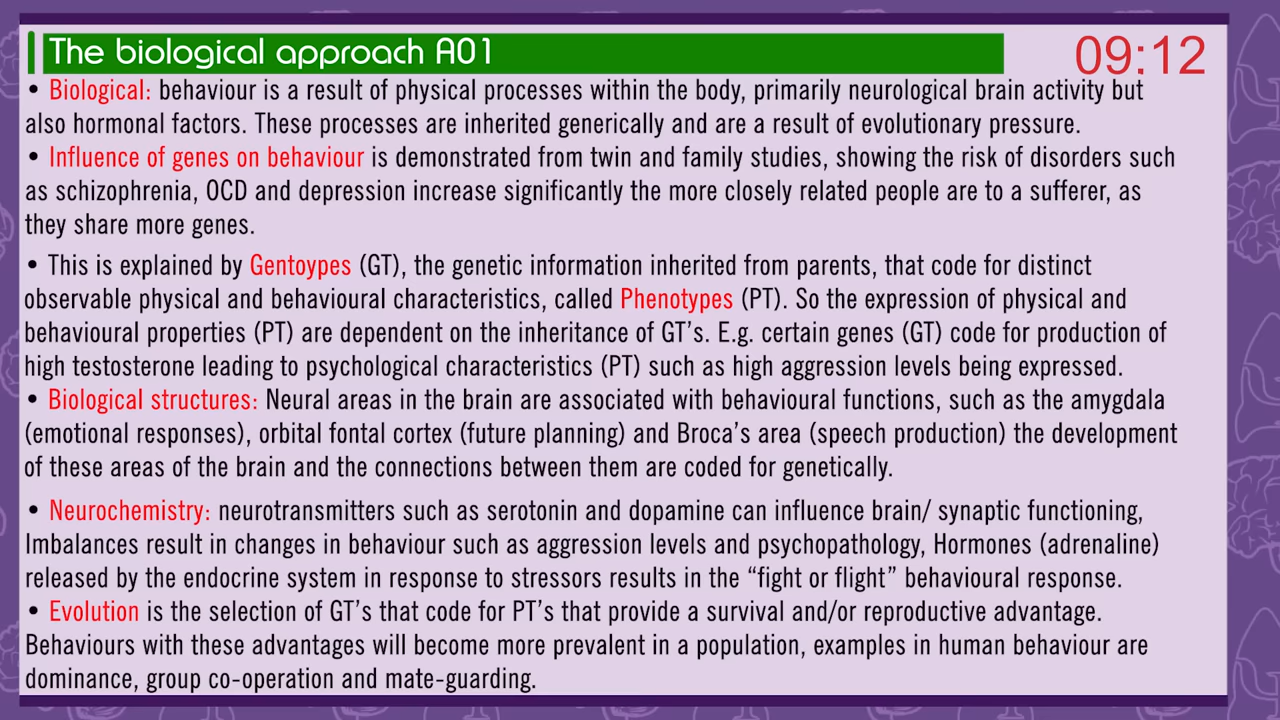 The biological approach A01
09:12
• Biological: behaviour is a result of physical processes within the body, primarily neurological brain activity but
also hormonal factors. These processes are inherited generically and are a result of evolutionary pressure.
• Influence of genes on behaviour is demonstrated from twin and family studies, showing the risk of disorders such
as schizophrenia, OCD and depression increase significantly the more closely related people are to a sufferer, as
they share more genes.
• This is explained by Gentoypes (GT), the genetic information inherited from parents, that code for distinct
observable physical and behavioural characteristics, called Phenotypes (PT). So the expression of physical and
behavioural properties (PT) are dependent on the inheritance of GT's. E.g. certain genes (GT) code for production of
high testosterone leading to psychological characteristics (PT) such as high aggression levels being expressed.
• Biological structures: Neural areas in the brain are associated with behavioural functions, such as the amygdala
(emotional responses), orbital fontal cortex (future planning) and Broca's area (speech production) the development
of these areas of the brain and the connections between them are coded for genetically.
• Neurochemistry: neurotransmitters such as serotonin and dopamine can influence brain/ synaptic functioning,
Imbalances result in changes in behaviour such as aggression levels and psychopathology, Hormones (adrenaline)
released by the endocrine system in response to stressors results in the “fight or flight” behavioural response.
• Evolution is the selection of GT's that code for PT's that provide a survival and/or reproductive advantage.
Behaviours with these advantages will become more prevalent in a population, examples in human behaviour are
dominance, group co-operation and mate-guarding.